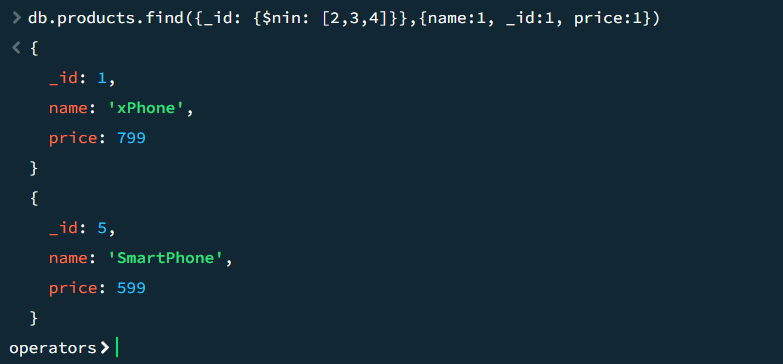 > db.products.find({_id: {$nin: [2,3,4]}},{name:1, _id:1, price:1})
< {
_id: 1,
name: 'xPhone',
price: 799
}
{
_id: 5,
name: 'SmartPhone',
price: 599
}
operators>